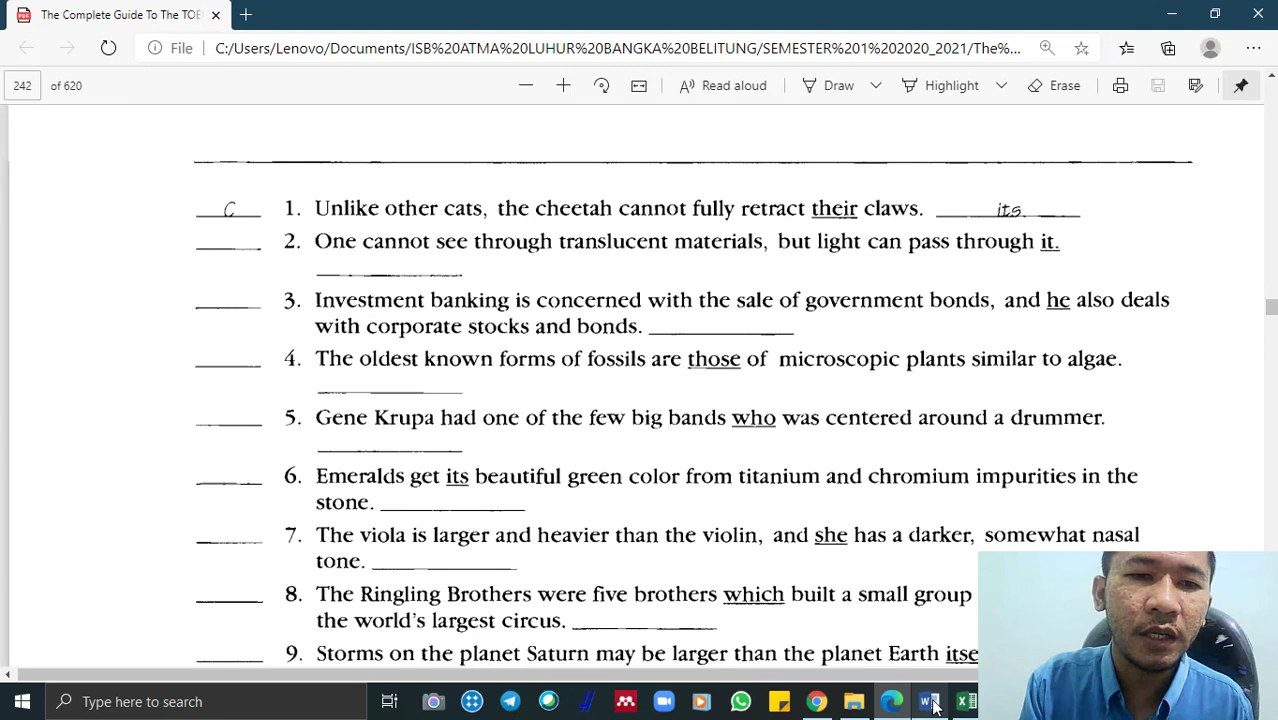 The Complete Guide To The TOE
File C:/Users/Lenovo/Documents/ISB%20ATMA%20LUHUR%20BANGKA%20BELITUNG/SEMESTER%201%202020_2021/The%...
242 of 620 Read aloud Draw Highlight Erase
C 1. Unlike other cats, the cheetah cannot fully retract their claws. its
2. One cannot see through translucent materials, but light can pass through it.
3. Investment banking is concerned with the sale of government bonds, and he also deals
with corporate stocks and bonds.
4. The oldest known forms of fossils are those of microscopic plants similar to algae.
5. Gene Krupa had one of the few big bands who was centered around a drummer.
6. Emeralds get its beautiful green color from titanium and chromium impurities in the
stone.
7. The viola is larger and heavier than the violin, and she has a darker, somewhat nasal
tone.
8. The Ringling Brothers were five brothers which built a small group
the world's largest circus.
9. Storms on the planet Saturn may be larger than the planet Earth itse
Type here to search